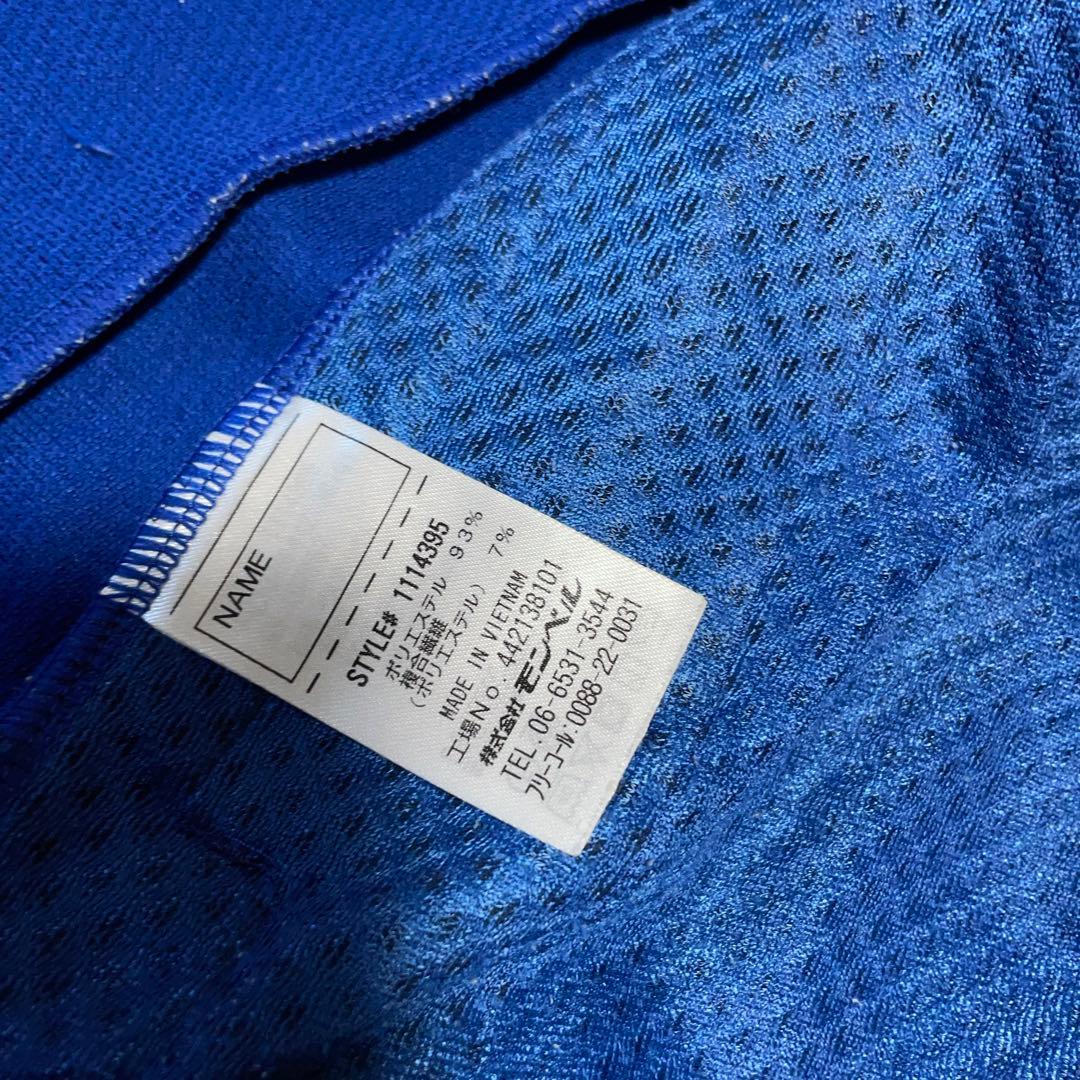 NAME
STYLE# 1114395
ポリエステル 93%
複合繊維 7%
(ポリエステル)
MADE IN VIETNAM
工場No.442138101
株式会社モンベル
TEL.06-6531-3544
フリーコール:0088-22-0031